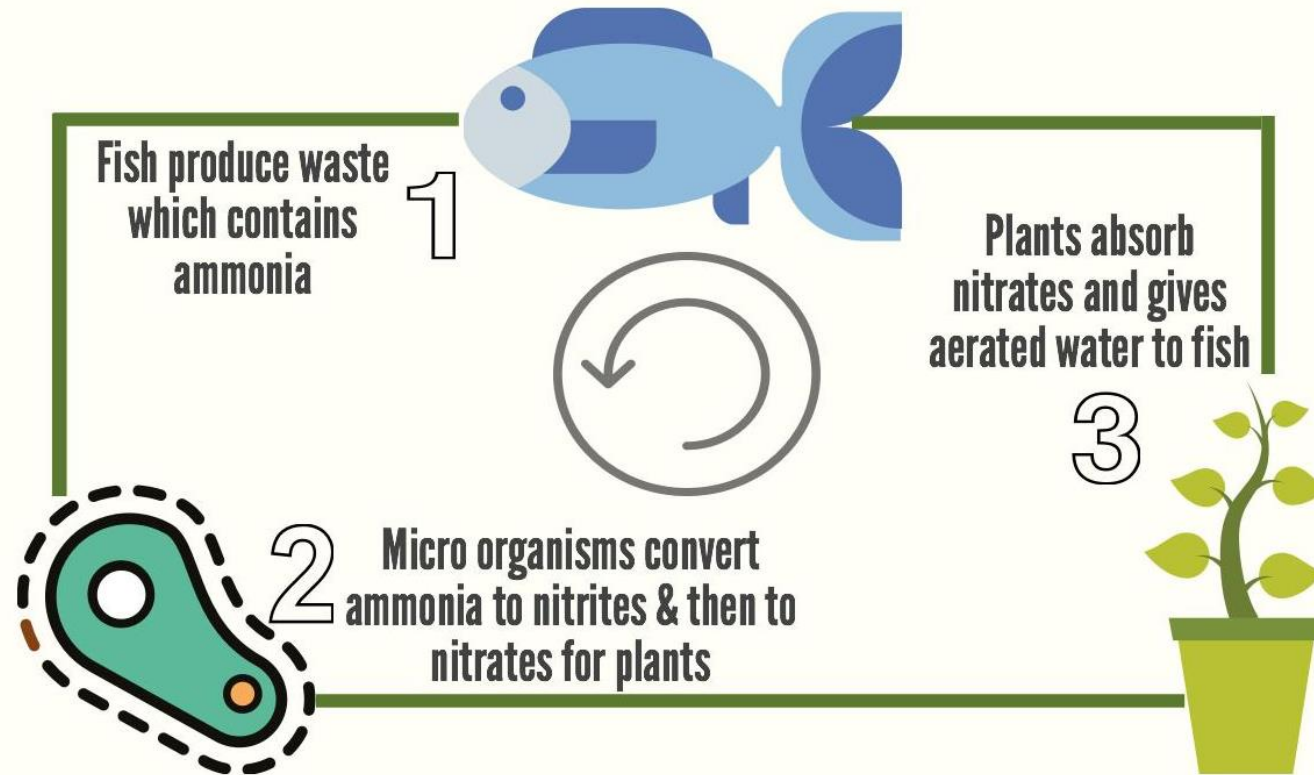 Fish produce waste
which contains
ammonia
1
2
Micro organisms convert
ammonia to nitrites & then to
nitrates for plants
Plants absorb
nitrates and gives
aerated water to fish
3